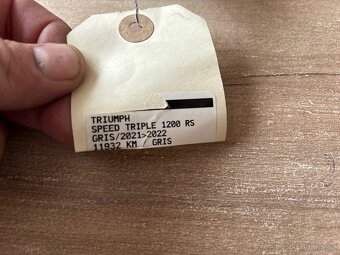 TRIUMPH
SPEED TRIPLE 1200 RS
GRIS/2021>2022
11932 KM / GRIS